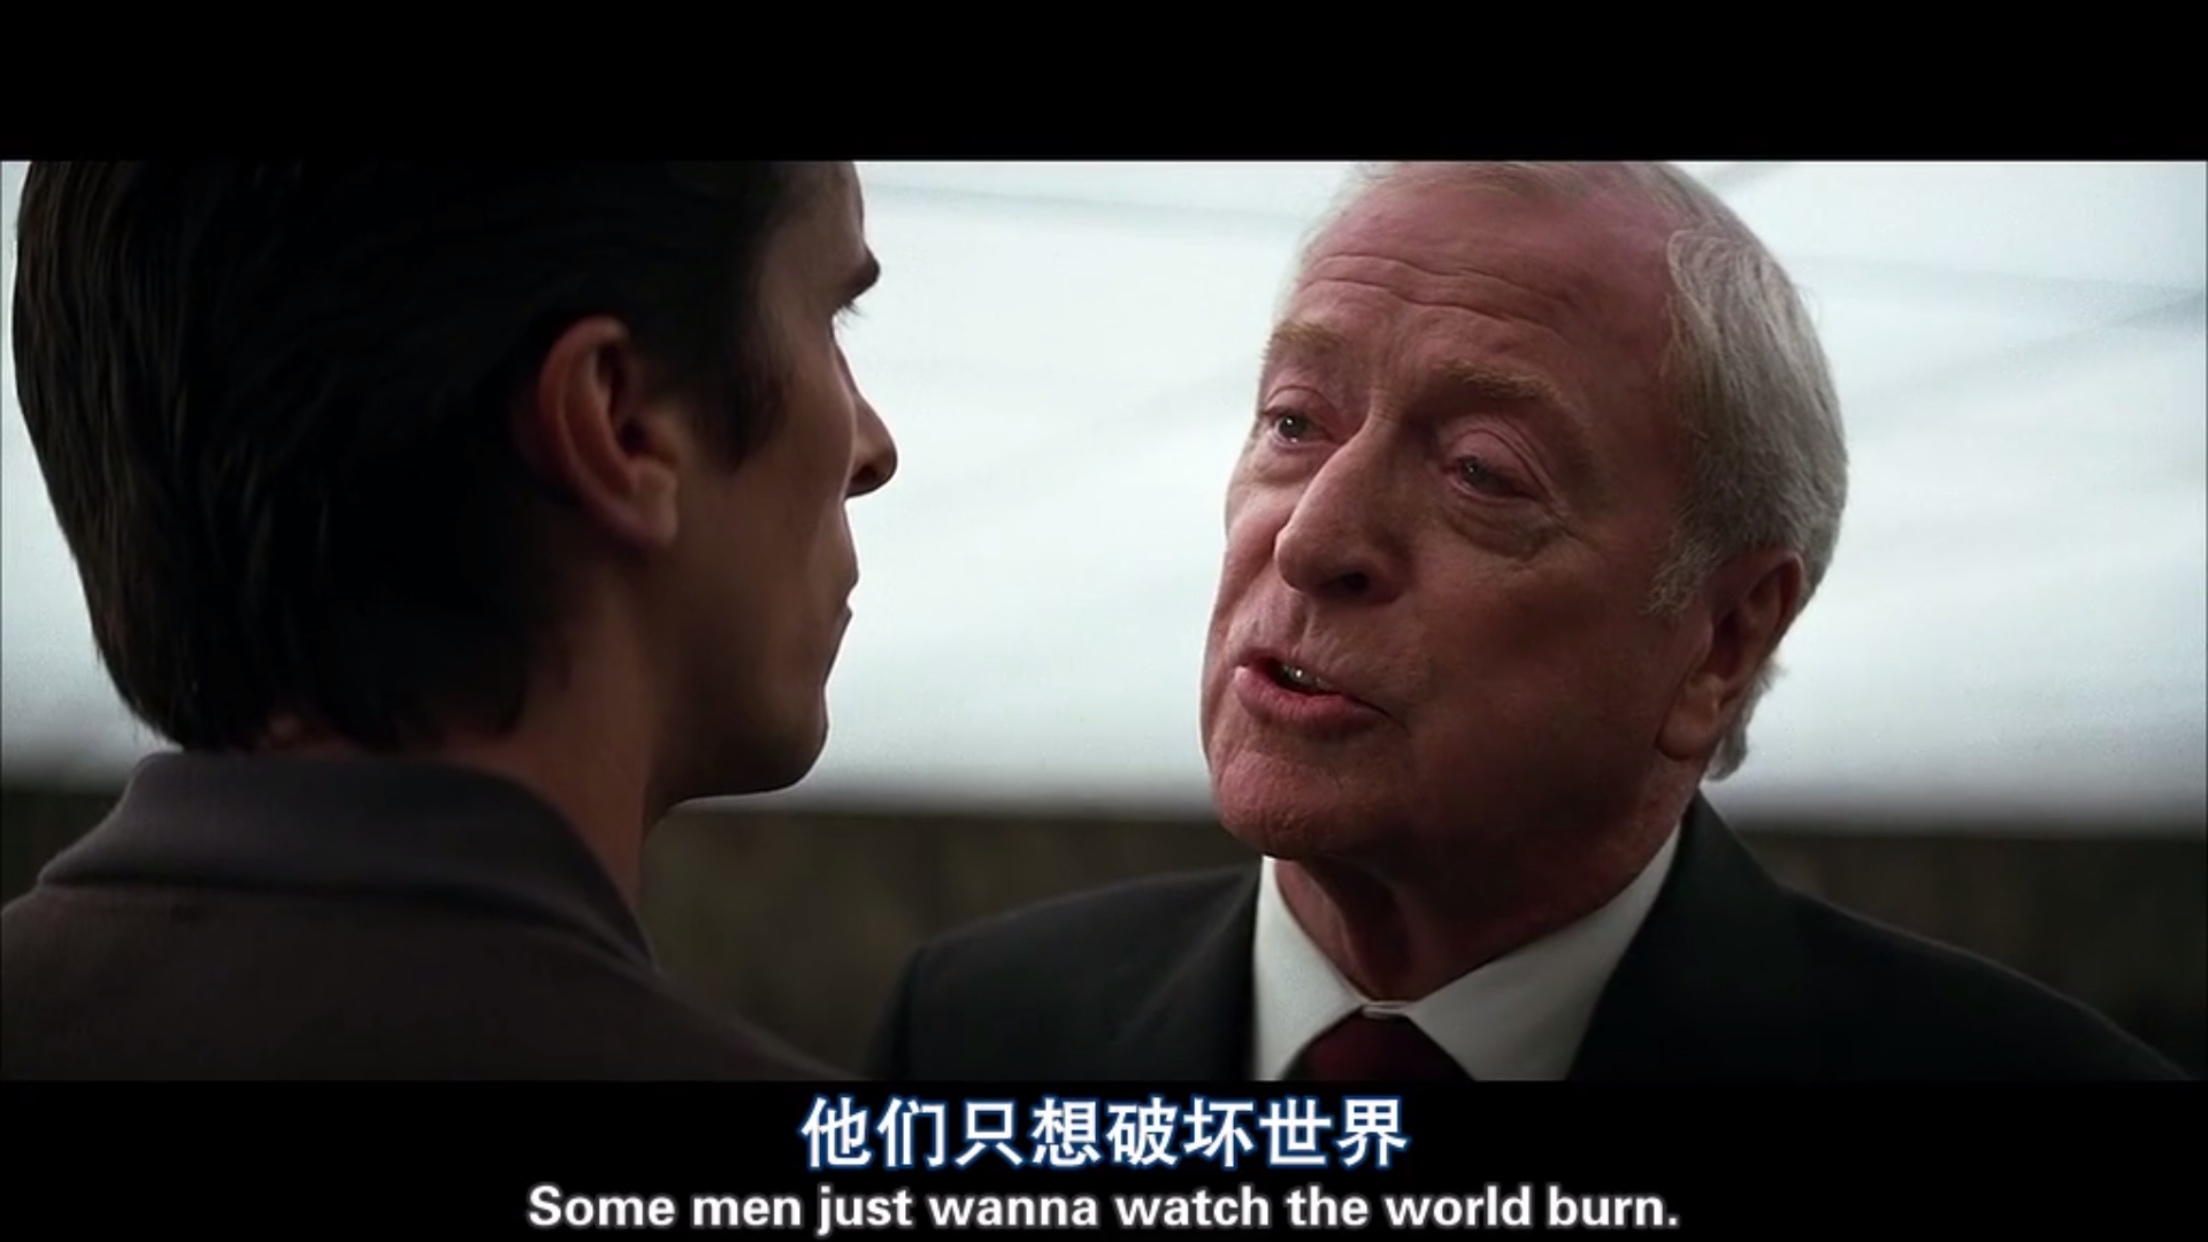 他们只想破坏世界
Some men just wanna watch the world burn.